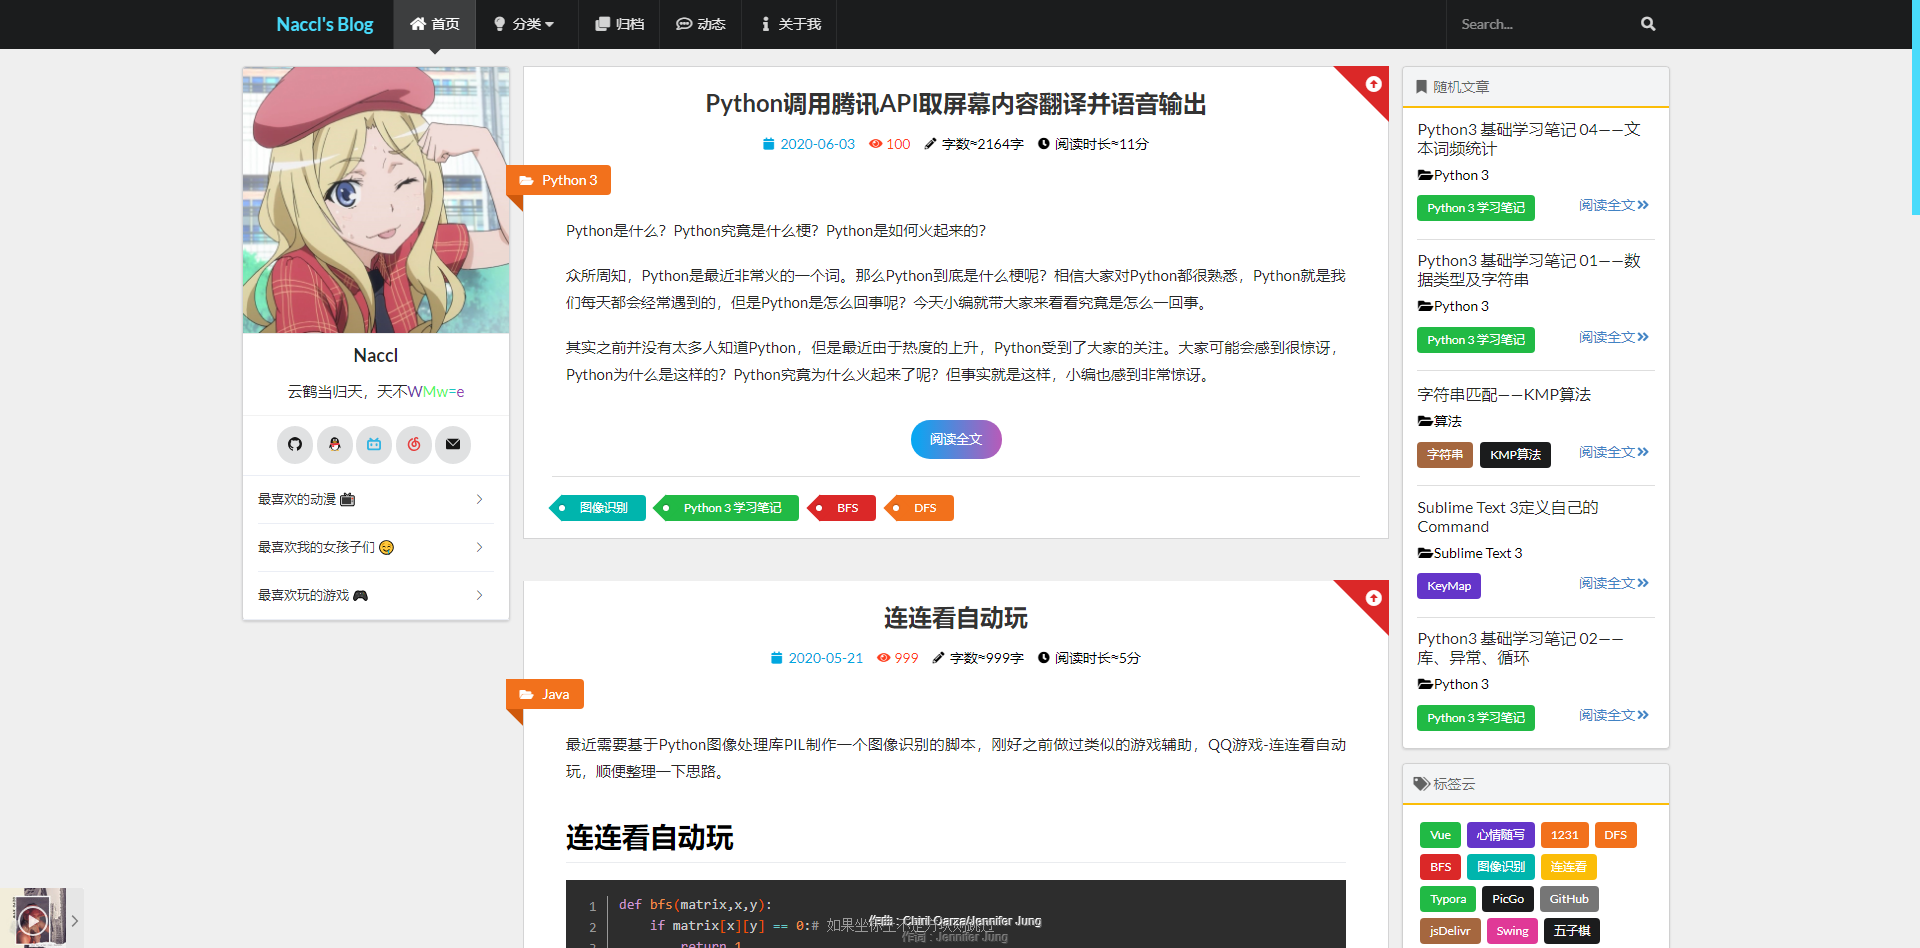 Naccl's Blog
首页
分类
归档
动态
关于我
Search...
Naccl
云鹤当归天，天不WMw=e
最喜欢的动漫 📺
最喜欢我的女孩子们 🤤
最喜欢玩的游戏 🎮
Python调用腾讯API取屏幕内容翻译并语音输出
2020-06-03 100 字数≈2164字 阅读时长≈11分
Python 3
Python是什么？Python究竟是什么梗？Python是如何火起来的？
众所周知，Python是最近非常火的一个词。那么Python到底是什么梗呢？相信大家对Python都很熟悉，Python就是我
们每天都会经常遇到的，但是Python是怎么回事呢？今天小编就带大家来看看究竟是怎么一回事。
其实之前并没有太多人知道Python，但是最近由于热度的上升，Python受到了大家的关注。大家可能会感到很惊讶，
Python为什么是这样的？Python究竟为什么火起来了呢？但事实就是这样，小编也感到非常惊讶。
阅读全文
图像识别 Python 3 学习笔记 BFS DFS
连连看自动玩
2020-05-21 999 字数≈999字 阅读时长≈5分
Java
最近需要基于Python图像处理库PIL制作一个图像识别的脚本，刚好之前做过类似的游戏辅助，QQ游戏-连连看自动
玩，顺便整理一下思路。
连连看自动玩
1 def bfs(matrix,x,y):
2 if matrix[x][y] == 0:# 如果坐标上不是方块则跳过
3 return 1
作词 : Jennifer Jung
随机文章
Python3 基础学习笔记 04——文
本词频统计
Python 3
Python 3 学习笔记 阅读全文
Python3 基础学习笔记 01——数
据类型及字符串
Python 3
Python 3 学习笔记 阅读全文
字符串匹配——KMP算法
算法
字符串 KMP算法 阅读全文
Sublime Text 3定义自己的
Command
Sublime Text 3
KeyMap 阅读全文
Python3 基础学习笔记 02——
库、异常、循环
Python 3
Python 3 学习笔记 阅读全文
标签云
Vue 心情随写 1231 DFS
BFS 图像识别 连连看
Typora PicGo GitHub
jsDelivr Swing 五子棋